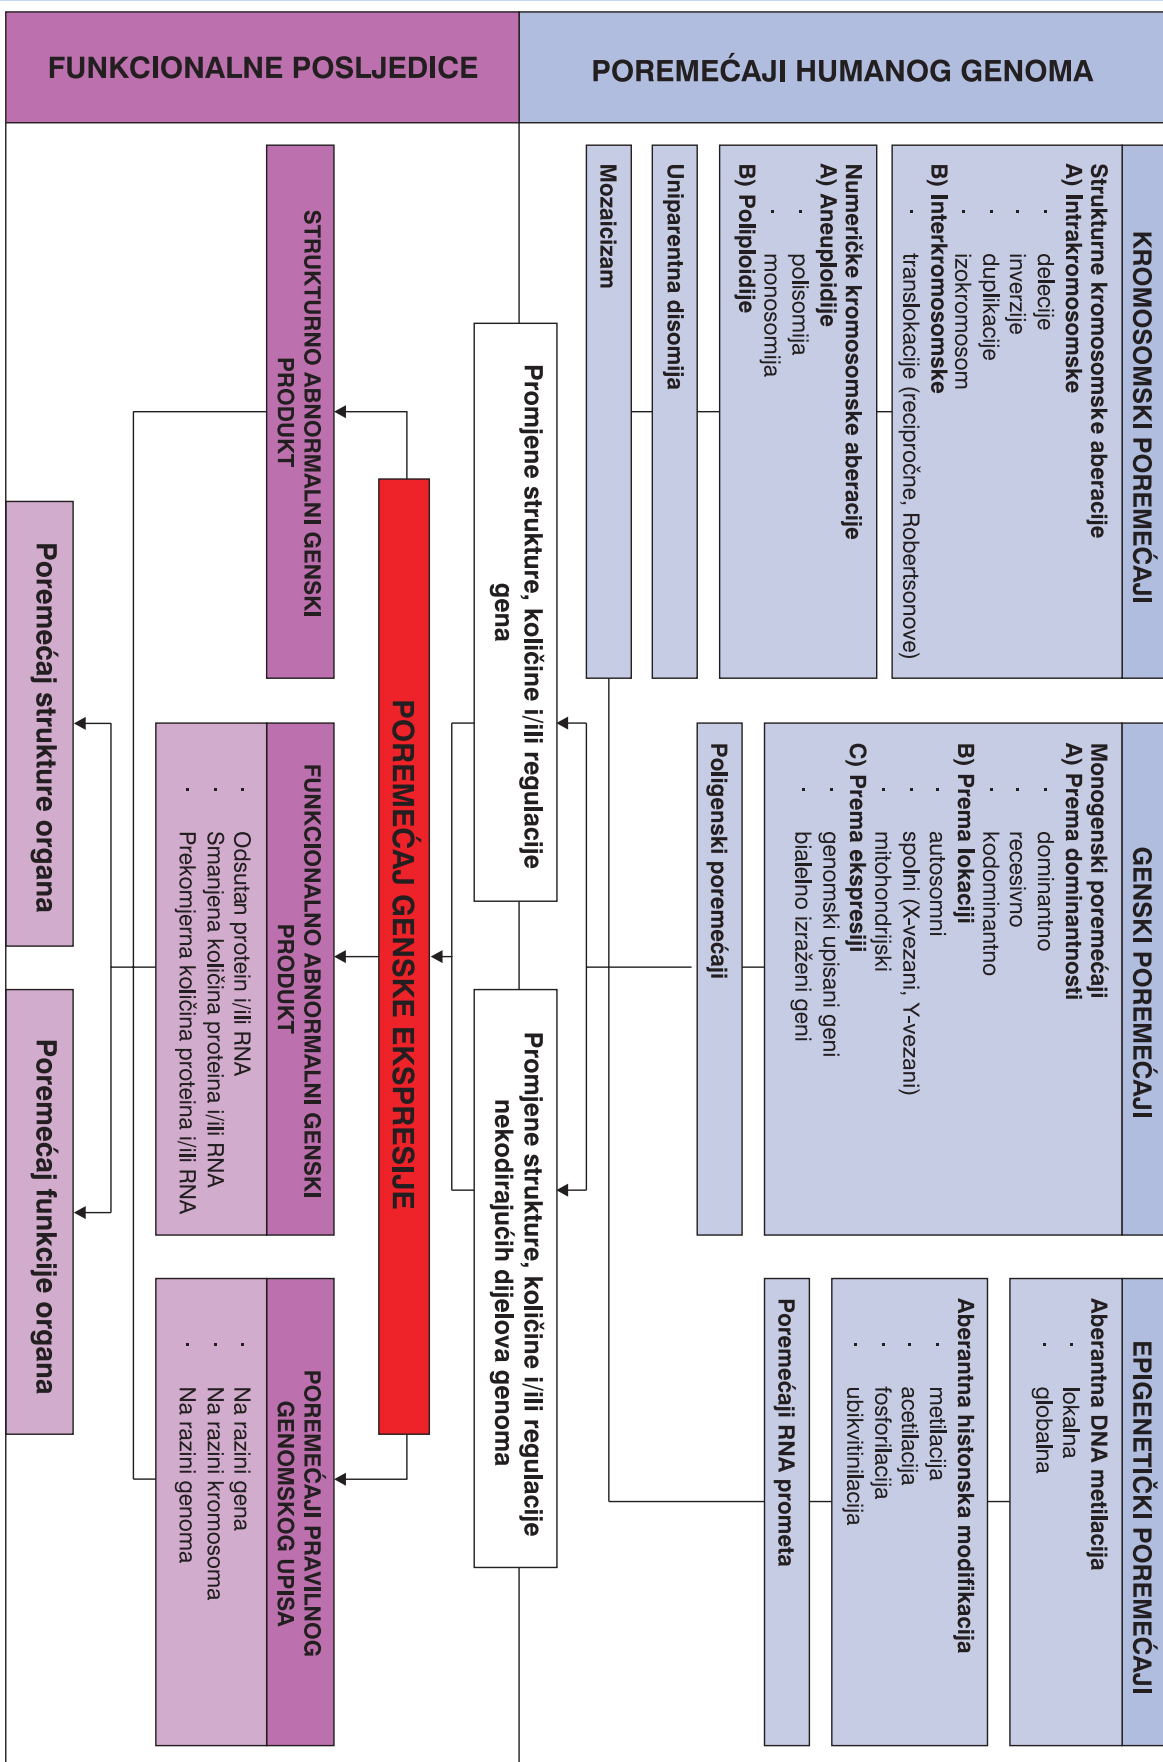 POREMEĆAJI HUMANOG GENOMA
KROMOSOMSKI POREMEĆAJI
Strukturne kromosomske aberacije
A) Intrakromosomske
· delecije
· inverzije
· duplikacije
· izokromosom
B) Interkromosomske
· translokacije (recipročne, Robertsonove)
Numeričke kromosomske aberacije
A) Aneuploidije
· polisomija
· monosomija
B) Poliploidije
Uniparentna disomija
Mozaicizam
GENSKI POREMEĆAJI
Monogenski poremećaji
A) Prema dominantnosti
· dominantno
· recesivno
· kodominantno
B) Prema lokaciji
· autosomni
· spolni (X-vezani, Y-vezani)
· mitohondrijski
C) Prema ekspresiji
· genomski upisani geni
· bialelno izraženi geni
Poligenski poremećaji
EPIGENETIČKI POREMEĆAJI
Aberantna DNA metilacija
· lokalna
· globalna
Aberantna histonska modifikacija
· metilacija
· acetilacija
· fosforilacija
· ubikvitinilacija
Poremećaji RNA prometa
Promjene strukture, količine i/ili regulacije
gena
Promjene strukture, količine i/ili regulacije
nekodirajućih dijelova genoma
FUNKCIONALNE POSLJEDICE
POREMEĆAJ GENSKE EKSPRESIJE
STRUKTURNO ABNORMALNI GENSKI
PRODUKT
FUNKCIONALNO ABNORMALNI GENSKI
PRODUKT
· Odsutan protein i/ili RNA
· Smanjena količina proteina i/ili RNA
· Prekomjerna količina proteina i/ili RNA
POREMEĆAJI PRAVILNOG
GENOMSKOG UPISA
· Na razini gena
· Na razini kromosoma
· Na razini genoma
Poremećaj strukture organa
Poremećaj funkcije organa